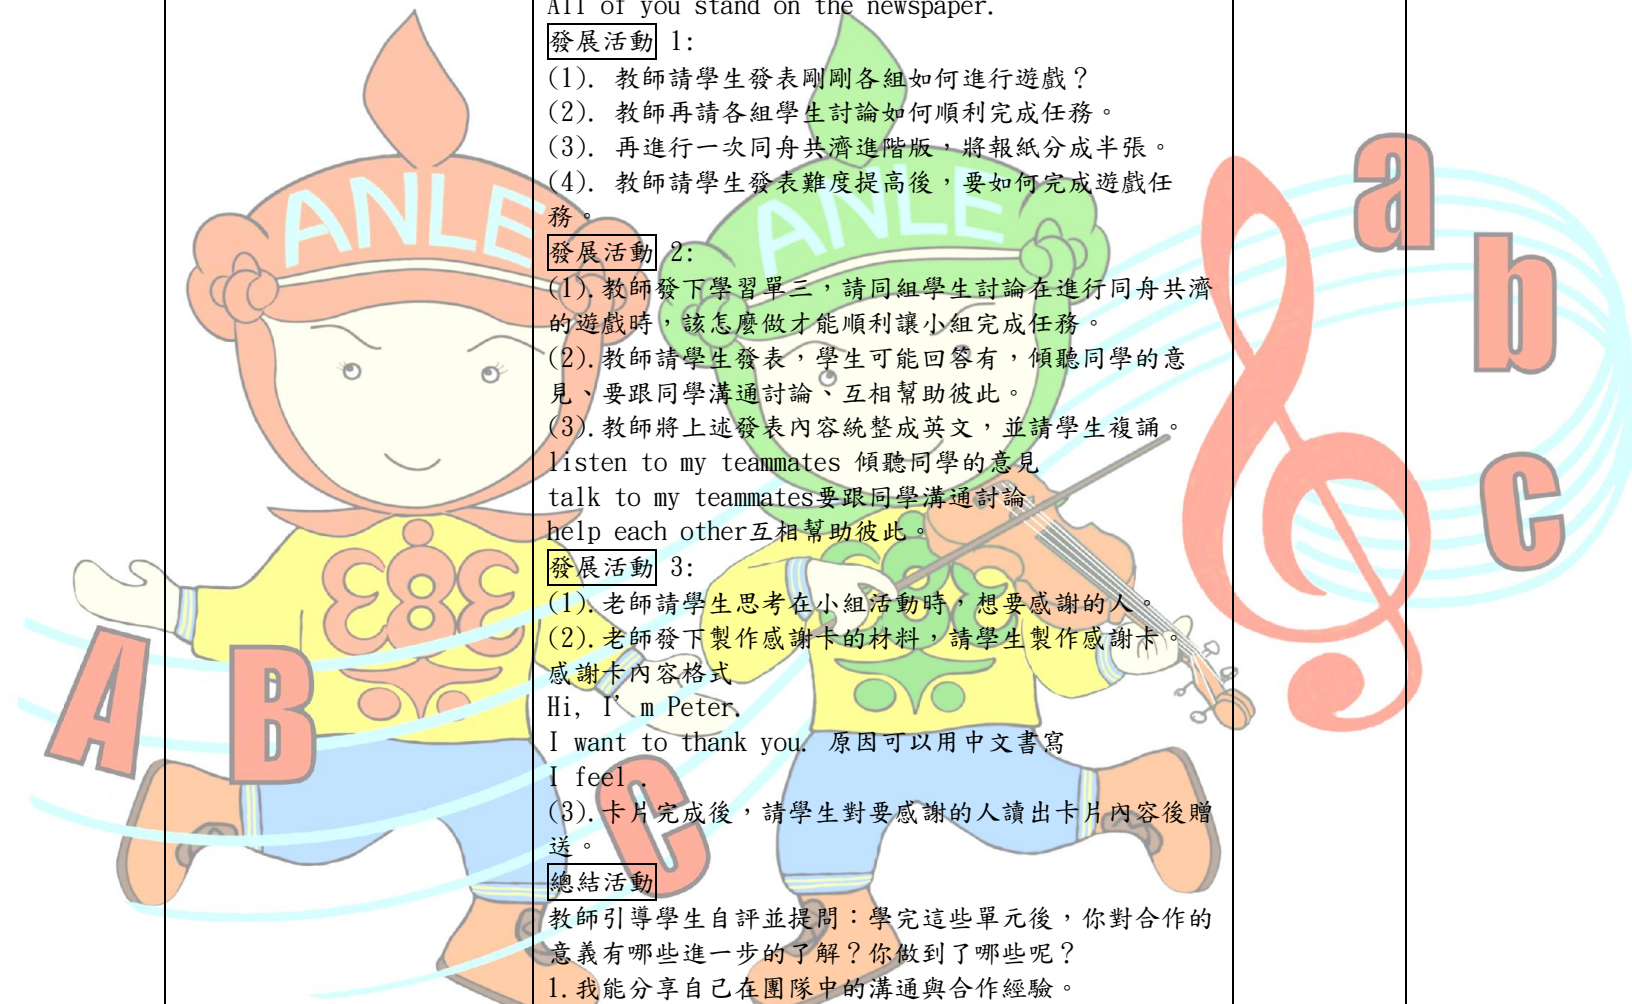 All of you stand on the newspaper.
發展活動 1:
(1). 教師請學生發表剛剛各組如何進行遊戲？
(2). 教師再請各組學生討論如何順利完成任務。
(3). 再進行一次同舟共濟進階版，將報紙分成半張。
(4). 教師請學生發表難度提高後，要如何完成遊戲任
務。
發展活動 2:
(1).教師發下學習單三，請同組學生討論在進行同舟共濟
的遊戲時，該怎麼做才能順利讓小組完成任務。
(2).教師請學生發表，學生可能回答有，傾聽同學的意
見、要跟同學溝通討論、互相幫助彼此。
(3).教師將上述發表內容統整成英文，並請學生複誦。
listen to my teammates 傾聽同學的意見
talk to my teammates要跟同學溝通討論
help each other互相幫助彼此。
發展活動 3:
(1).老師請學生思考在小組活動時，想要感謝的人。
(2).老師發下製作感謝卡的材料，請學生製作感謝卡。
感謝卡內容格式
Hi, I’m Peter.
I want to thank you. 原因可以用中文書寫
I feel .
(3).卡片完成後，請學生對要感謝的人讀出卡片內容後贈
送。
總結活動
教師引導學生自評並提問：學完這些單元後，你對合作的
意義有哪些進一步的了解？你做到了哪些呢？
1.我能分享自己在團隊中的溝通與合作經驗。
ANLE
ANLE
A
B
C
a
b
c